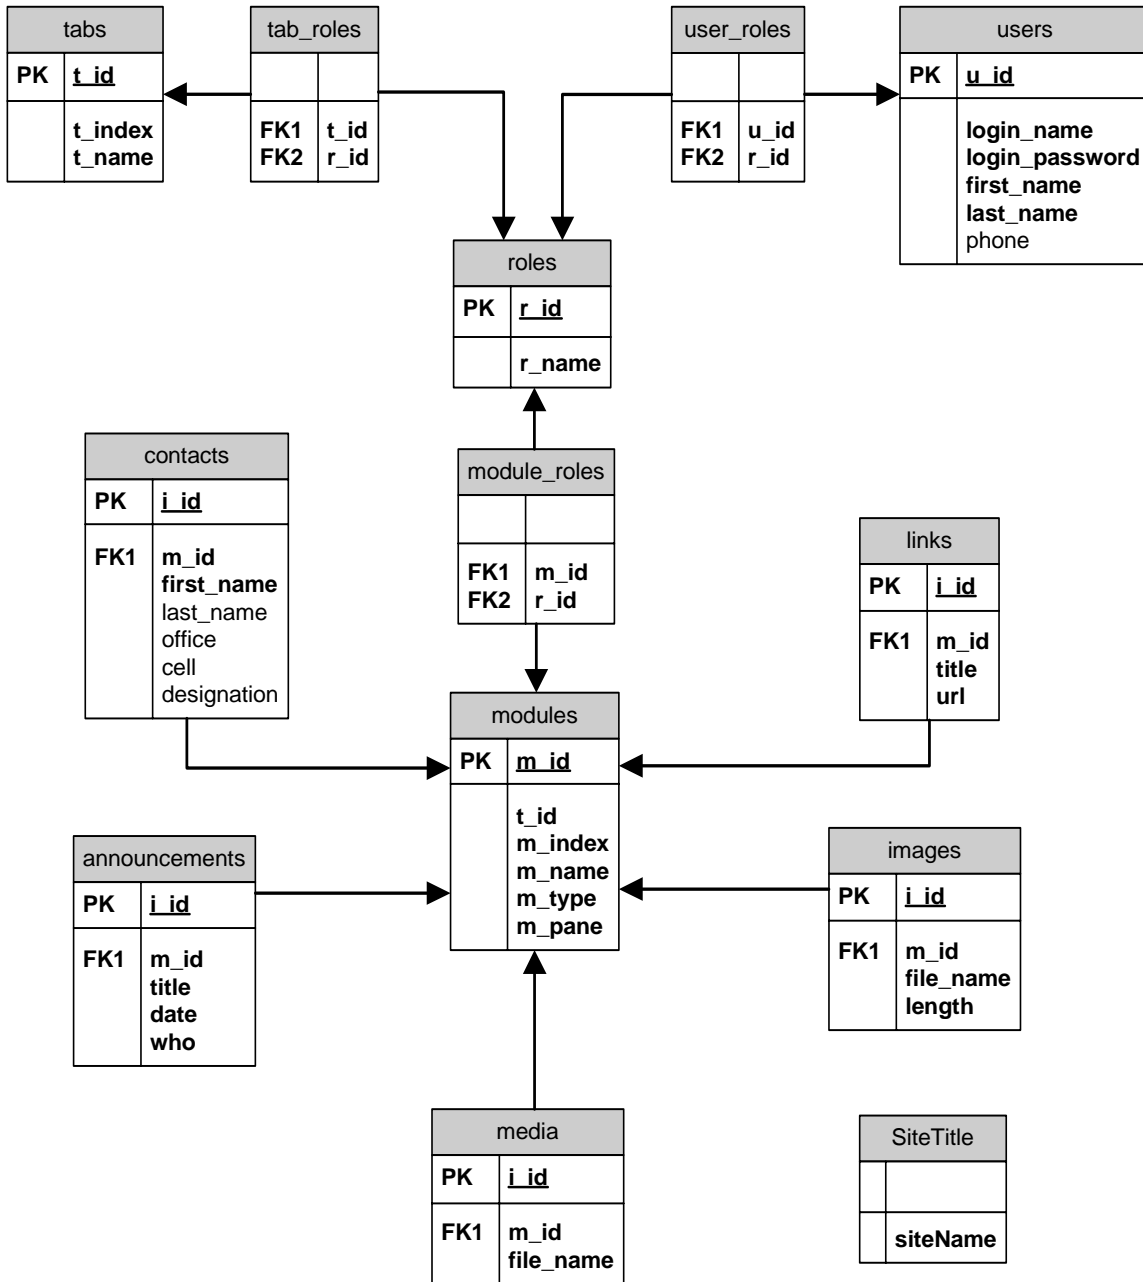 tabs
PK t_id
t_index
t_name
tab_roles
FK1 t_id
FK2 r_id
user_roles
FK1 u_id
FK2 r_id
users
PK u_id
login_name
login_password
first_name
last_name
phone
roles
PK r_id
r_name
contacts
PK i_id
FK1 m_id
first_name
last_name
office
cell
designation
module_roles
FK1 m_id
FK2 r_id
links
PK i_id
FK1 m_id
title
url
modules
PK m_id
t_id
m_index
m_name
m_type
m_pane
announcements
PK i_id
FK1 m_id
title
date
who
images
PK i_id
FK1 m_id
file_name
length
media
PK i_id
FK1 m_id
file_name
SiteTitle
siteName